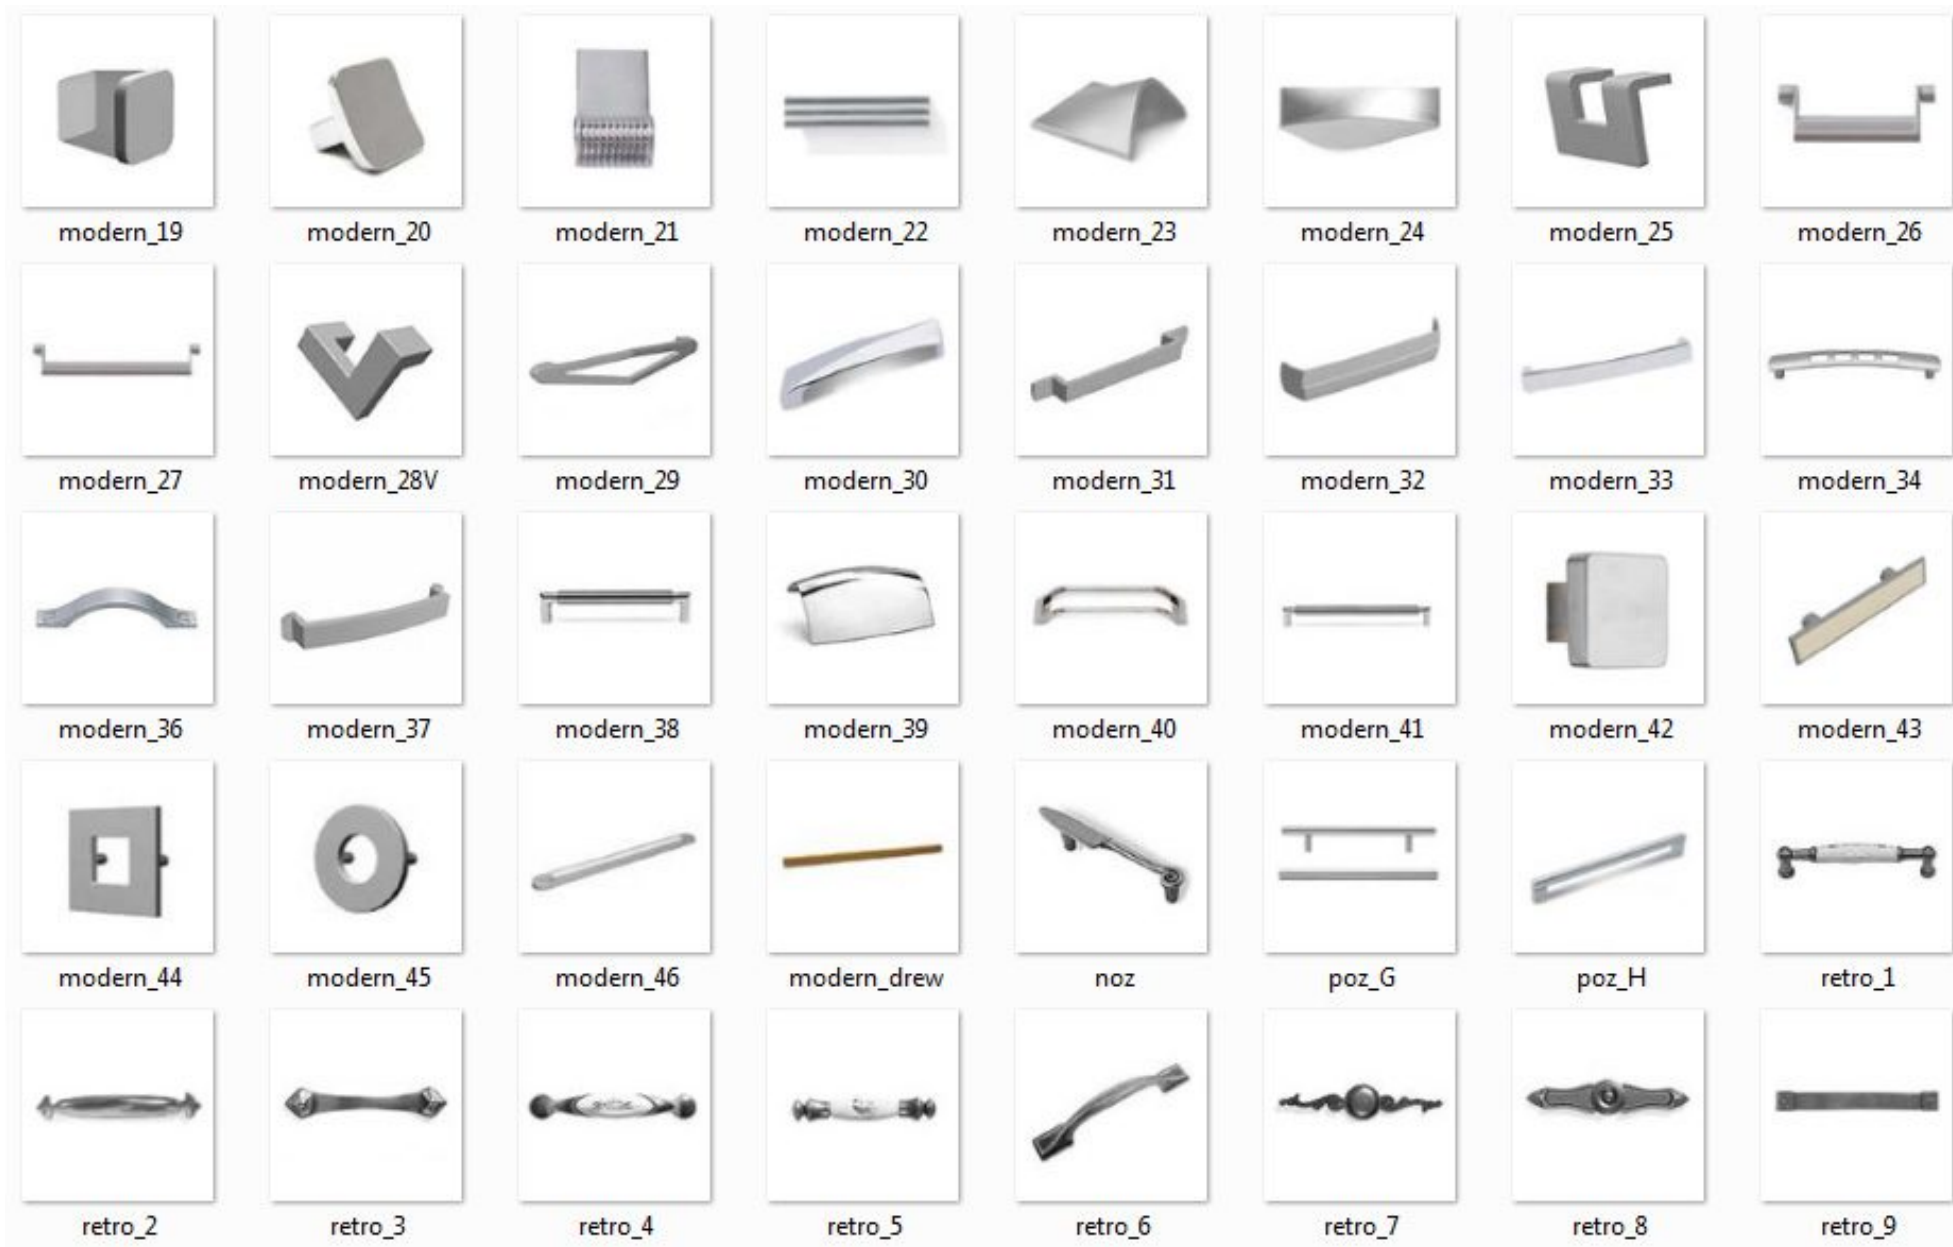 modern_19 modern_20 modern_21 modern_22 modern_23 modern_24 modern_25 modern_26
modern_27 modern_28V modern_29 modern_30 modern_31 modern_32 modern_33 modern_34
modern_36 modern_37 modern_38 modern_39 modern_40 modern_41 modern_42 modern_43
modern_44 modern_45 modern_46 modern_drew noz poz_G poz_H retro_1
retro_2 retro_3 retro_4 retro_5 retro_6 retro_7 retro_8 retro_9